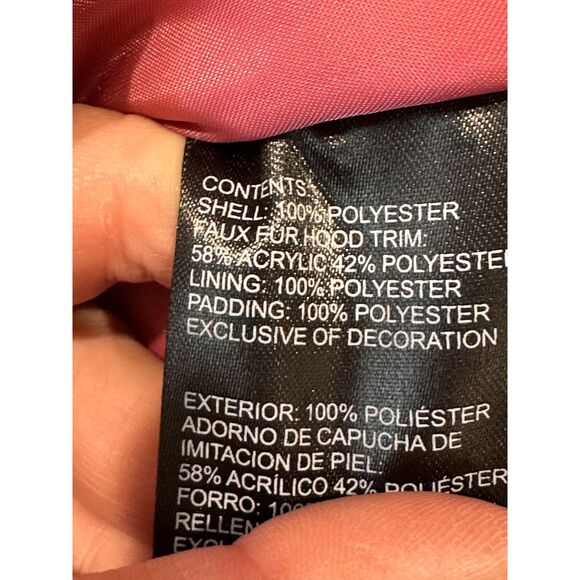 CONTENTS:
SHELL: 100% POLYESTER
FAUX FUR HOOD TRIM:
58% ACRYLIC 42% POLYESTE
LINING: 100% POLYESTER
PADDING: 100% POLYESTER
EXCLUSIVE OF DECORATION
EXTERIOR: 100% POLIÉSTER
ADORNO DE CAPUCHA DE
IMITACION DE PIEL:
58% ACRÍLICO 42% POLIÉSTER
FORRO: